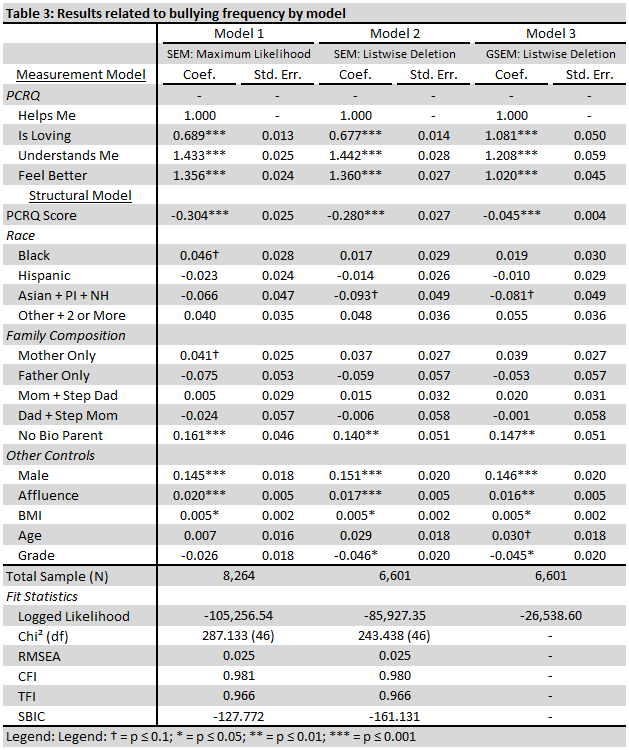 Table 3: Results related to bullying frequency by model
Model 1 Model 2 Model 3
SEM: Maximum Likelihood SEM: Listwise Deletion GSEM: Listwise Deletion
Measurement Model Coef. Std. Err. Coef. Std. Err. Coef. Std. Err.
PCRQ - - - - - -
Helps Me 1.000 - 1.000 - 1.000 -
Is Loving 0.689*** 0.013 0.677*** 0.014 1.081*** 0.050
Understands Me 1.433*** 0.025 1.442*** 0.028 1.208*** 0.059
Feel Better 1.356*** 0.024 1.360*** 0.027 1.020*** 0.045
Structural Model
PCRQ Score -0.304*** 0.025 -0.280*** 0.027 -0.045*** 0.004
Race
Black 0.046† 0.028 0.017 0.029 0.019 0.030
Hispanic -0.023 0.024 -0.014 0.026 -0.010 0.029
Asian + PI + NH -0.066 0.047 -0.093† 0.049 -0.081† 0.049
Other + 2 or More 0.040 0.035 0.048 0.036 0.055 0.036
Family Composition
Mother Only 0.041† 0.025 0.037 0.027 0.039 0.027
Father Only -0.075 0.053 -0.059 0.057 -0.053 0.057
Mom + Step Dad 0.005 0.029 0.015 0.032 0.020 0.031
Dad + Step Mom -0.024 0.057 -0.006 0.058 -0.001 0.058
No Bio Parent 0.161*** 0.046 0.140** 0.051 0.147** 0.051
Other Controls
Male 0.145*** 0.018 0.151*** 0.020 0.146*** 0.020
Affluence 0.020*** 0.005 0.017*** 0.005 0.016** 0.005
BMI 0.005* 0.002 0.005* 0.002 0.005* 0.002
Age 0.007 0.016 0.029 0.018 0.030† 0.018
Grade -0.026 0.018 -0.046* 0.020 -0.045* 0.020
Total Sample (N) 8,264 6,601 6,601
Fit Statistics
Logged Likelihood -105,256.54 -85,927.35 -26,538.60
Chi² (df) 287.133 (46) 243.438 (46) -
RMSEA 0.025 0.025 -
CFI 0.981 0.980 -
TFI 0.966 0.966 -
SBIC -127.772 -161.131 -
Legend: Legend: † = p ≤ 0.1; * = p ≤ 0.05; ** = p ≤ 0.01; *** = p ≤ 0.001